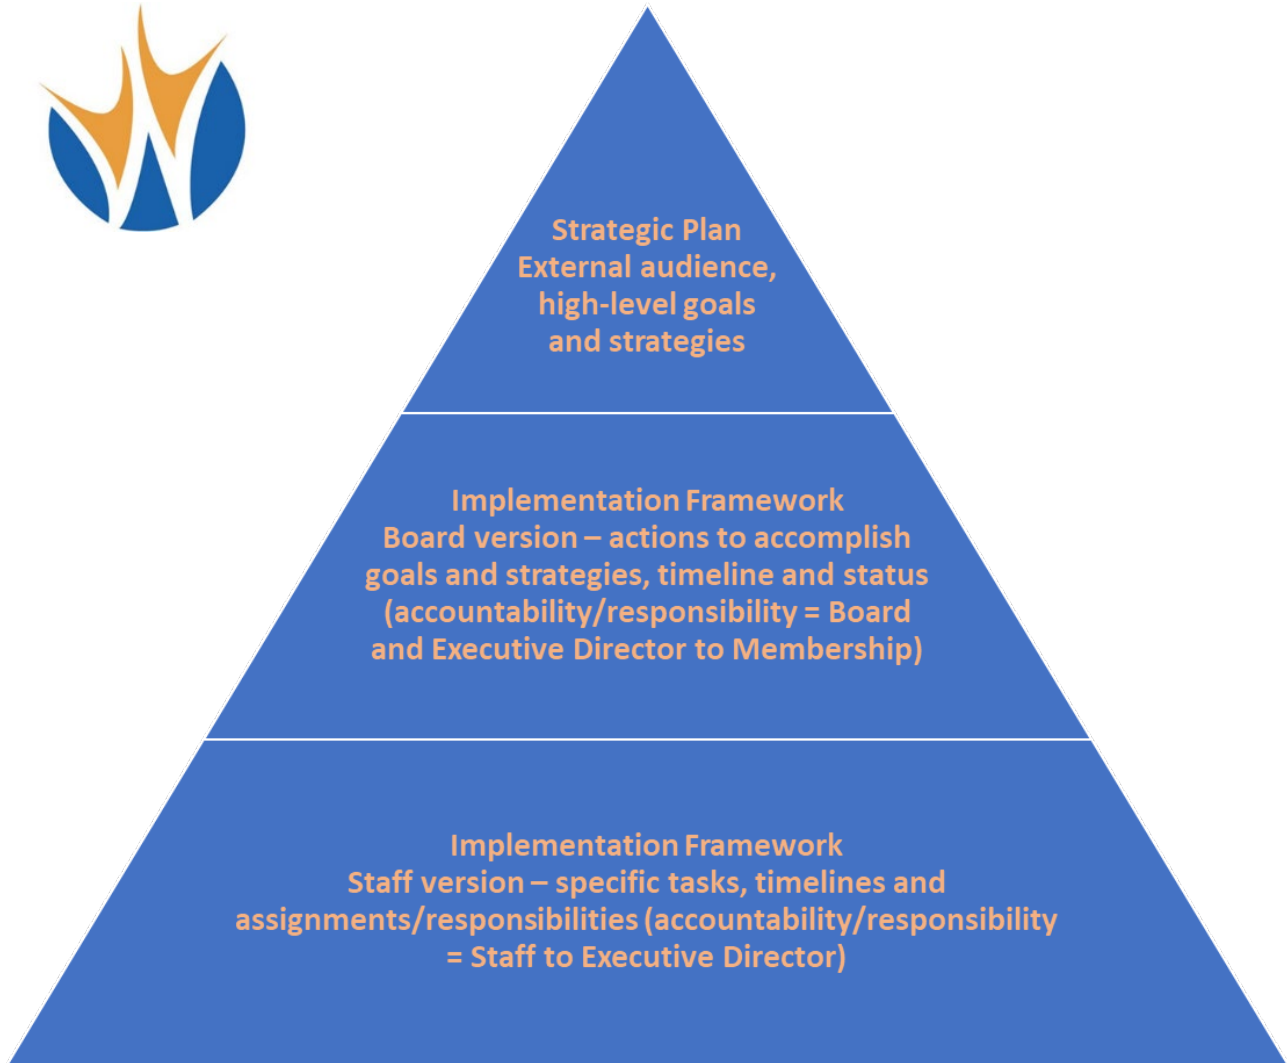 Strategic Plan
External audience,
high-level goals
and strategies
Implementation Framework
Board version – actions to accomplish
goals and strategies, timeline and status
(accountability/responsibility = Board
and Executive Director to Membership)
Implementation Framework
Staff version – specific tasks, timelines and
assignments/responsibilities (accountability/responsibility
= Staff to Executive Director)